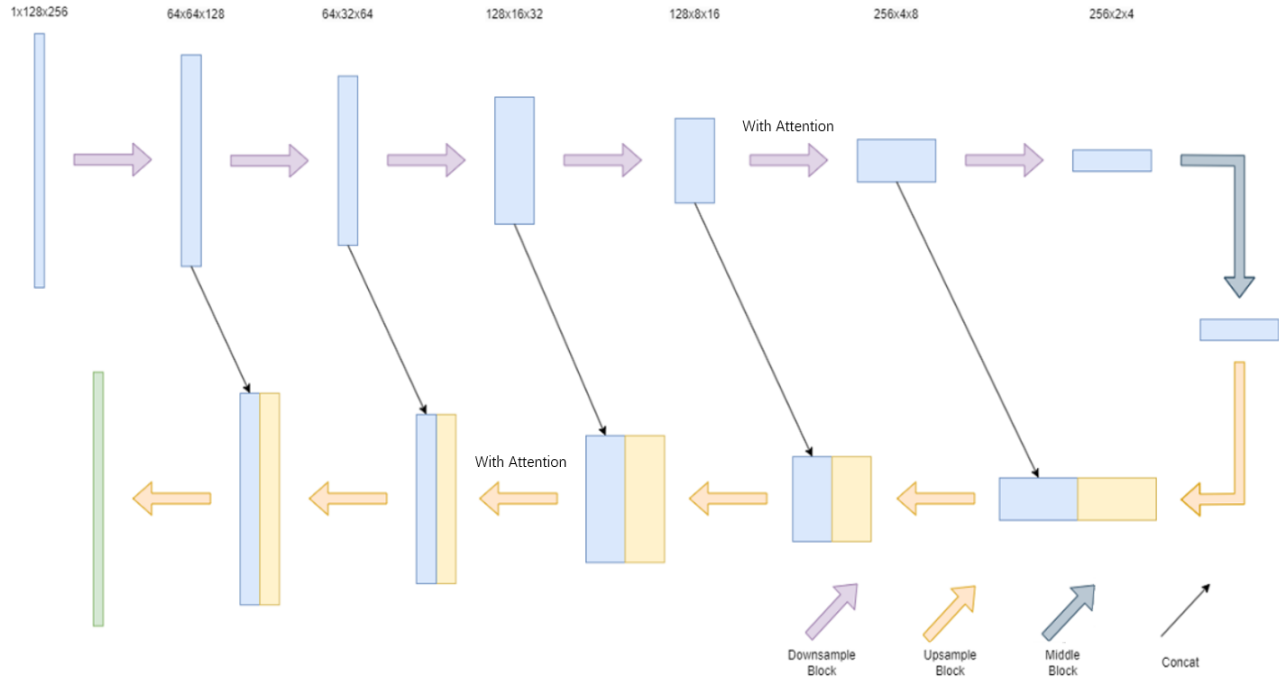 1x128x256
64x64x128
64x32x64
128x16x32
128x8x16
256x4x8
256x2x4
With Attention
With Attention
Downsample
Block
Upsample
Block
Middle
Block
Concat